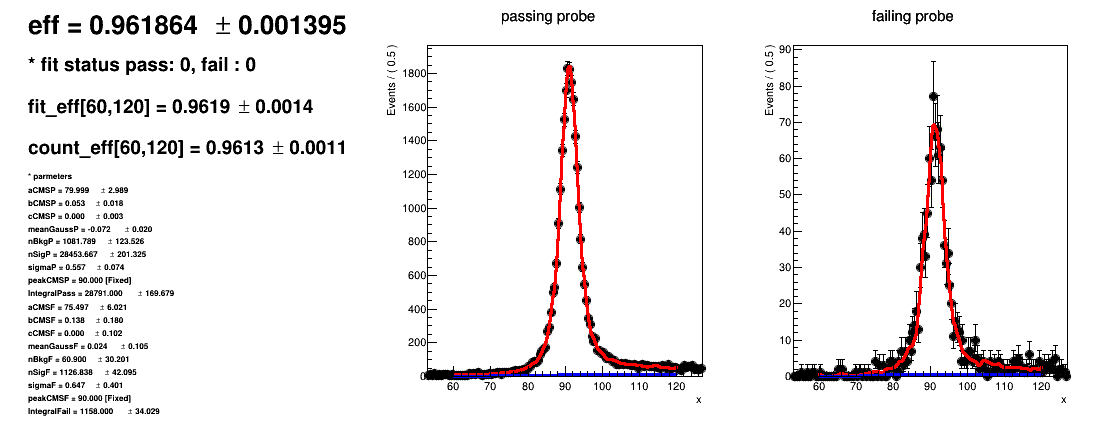 eff = 0.961864 ± 0.001395
* fit status pass: 0, fail : 0
fit_eff[60,120] = 0.9619 ± 0.0014
count_eff[60,120] = 0.9613 ± 0.0011
* parmeters
aCMSP = 79.999 ± 2.989
bCMSP = 0.053 ± 0.018
cCMSP = 0.000 ± 0.003
meanGaussP = -0.072 ± 0.020
nBkgP = 1081.789 ± 123.526
nSigP = 28453.667 ± 201.325
sigmaP = 0.557 ± 0.074
peakCMSP = 90.000 [Fixed]
IntegralPass = 28791.000 ± 169.679
aCMSF = 75.497 ± 6.021
bCMSF = 0.138 ± 0.180
cCMSF = 0.000 ± 0.102
meanGaussF = 0.024 ± 0.105
nBkgF = 60.900 ± 30.201
nSigF = 1126.838 ± 42.095
sigmaF = 0.647 ± 0.401
peakCMSF = 90.000 [Fixed]
IntegralFail = 1158.000 ± 34.029
passing probe
Events / ( 0.5 )
1800
1600
1400
1200
1000
800
600
400
200
0
60 70 80 90 100 110 120
x
failing probe
Events / ( 0.5 )
90
80
70
60
50
40
30
20
10
0
60 70 80 90 100 110 120
x